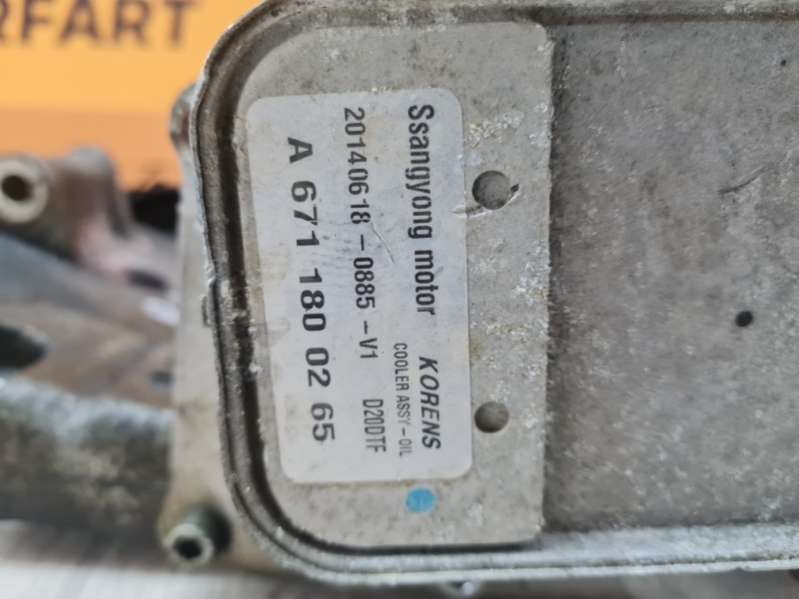 RFART
Ssangyong motor KORENS
COOLER ASSY-OIL
20140618-0885-V1 D20DTF
A 671 180 02 65